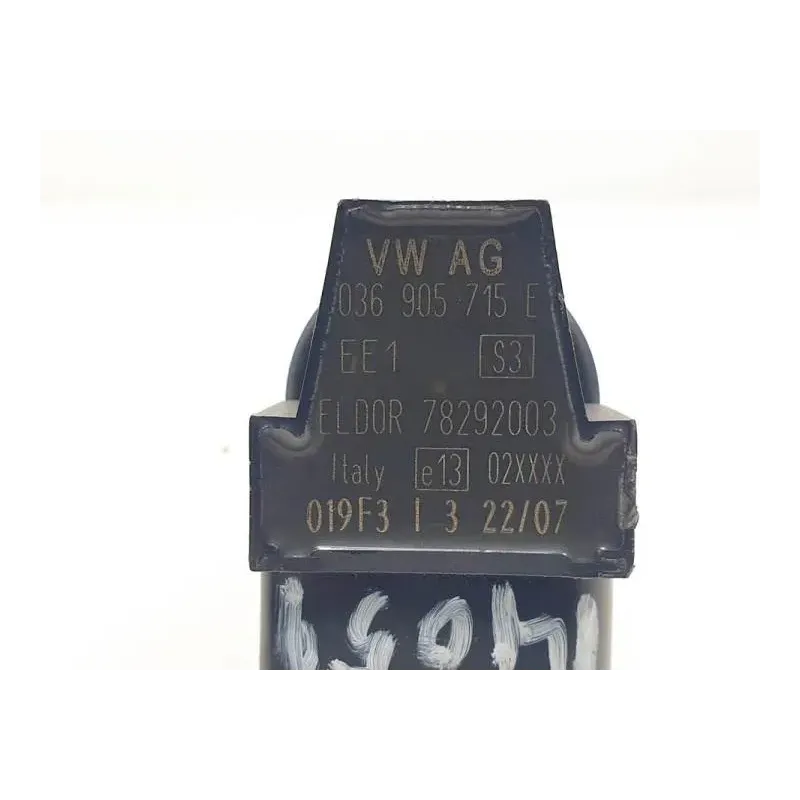 VW AG
036 905 715 E
EE1 S3
ELDOR 78292003
Italy e13 02XXXX
019F3 I 3 22/07